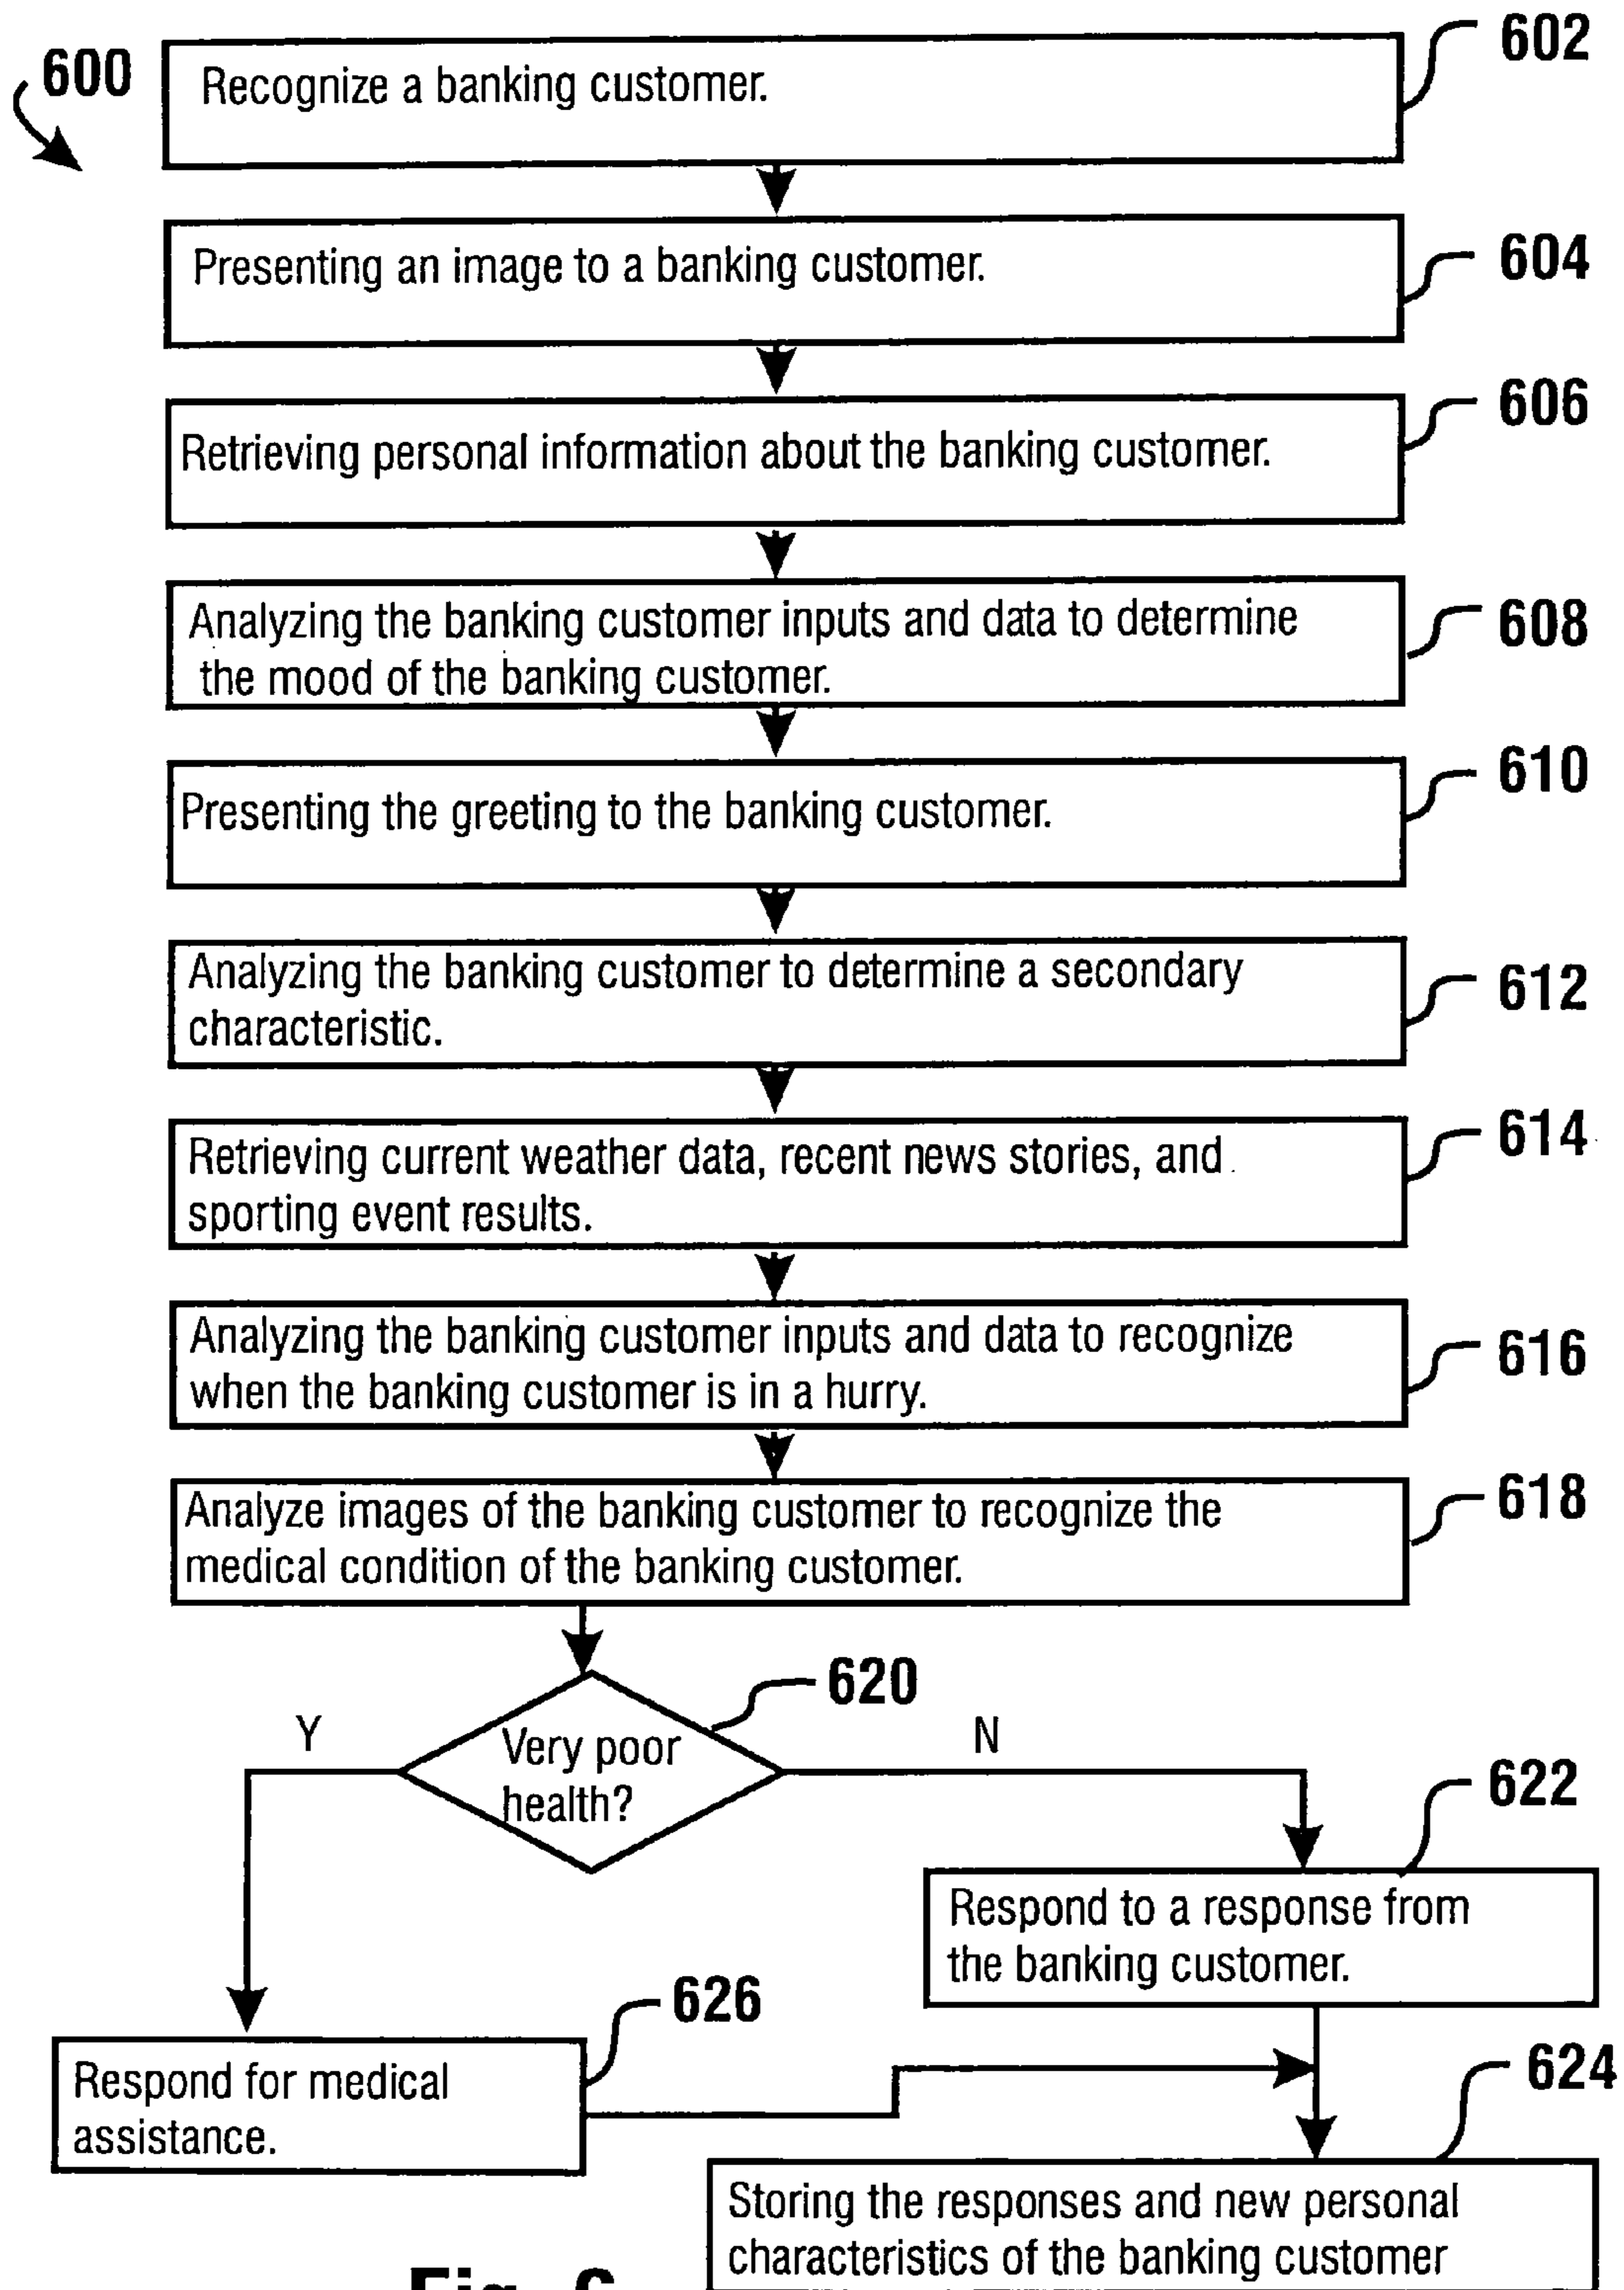 600
602
Recognize a banking customer.
604
Presenting an image to a banking customer.
606
Retrieving personal information about the banking customer.
608
Analyzing the banking customer inputs and data to determine
the mood of the banking customer.
610
Presenting the greeting to the banking customer.
612
Analyzing the banking customer to determine a secondary
characteristic.
614
Retrieving current weather data, recent news stories, and
sporting event results.
616
Analyzing the banking customer inputs and data to recognize
when the banking customer is in a hurry.
618
Analyze images of the banking customer to recognize the
medical condition of the banking customer.
620
Y
Very poor
health?
N
622
Respond to a response from
the banking customer.
626
Respond for medical
assistance.
624
Storing the responses and new personal
characteristics of the banking customer